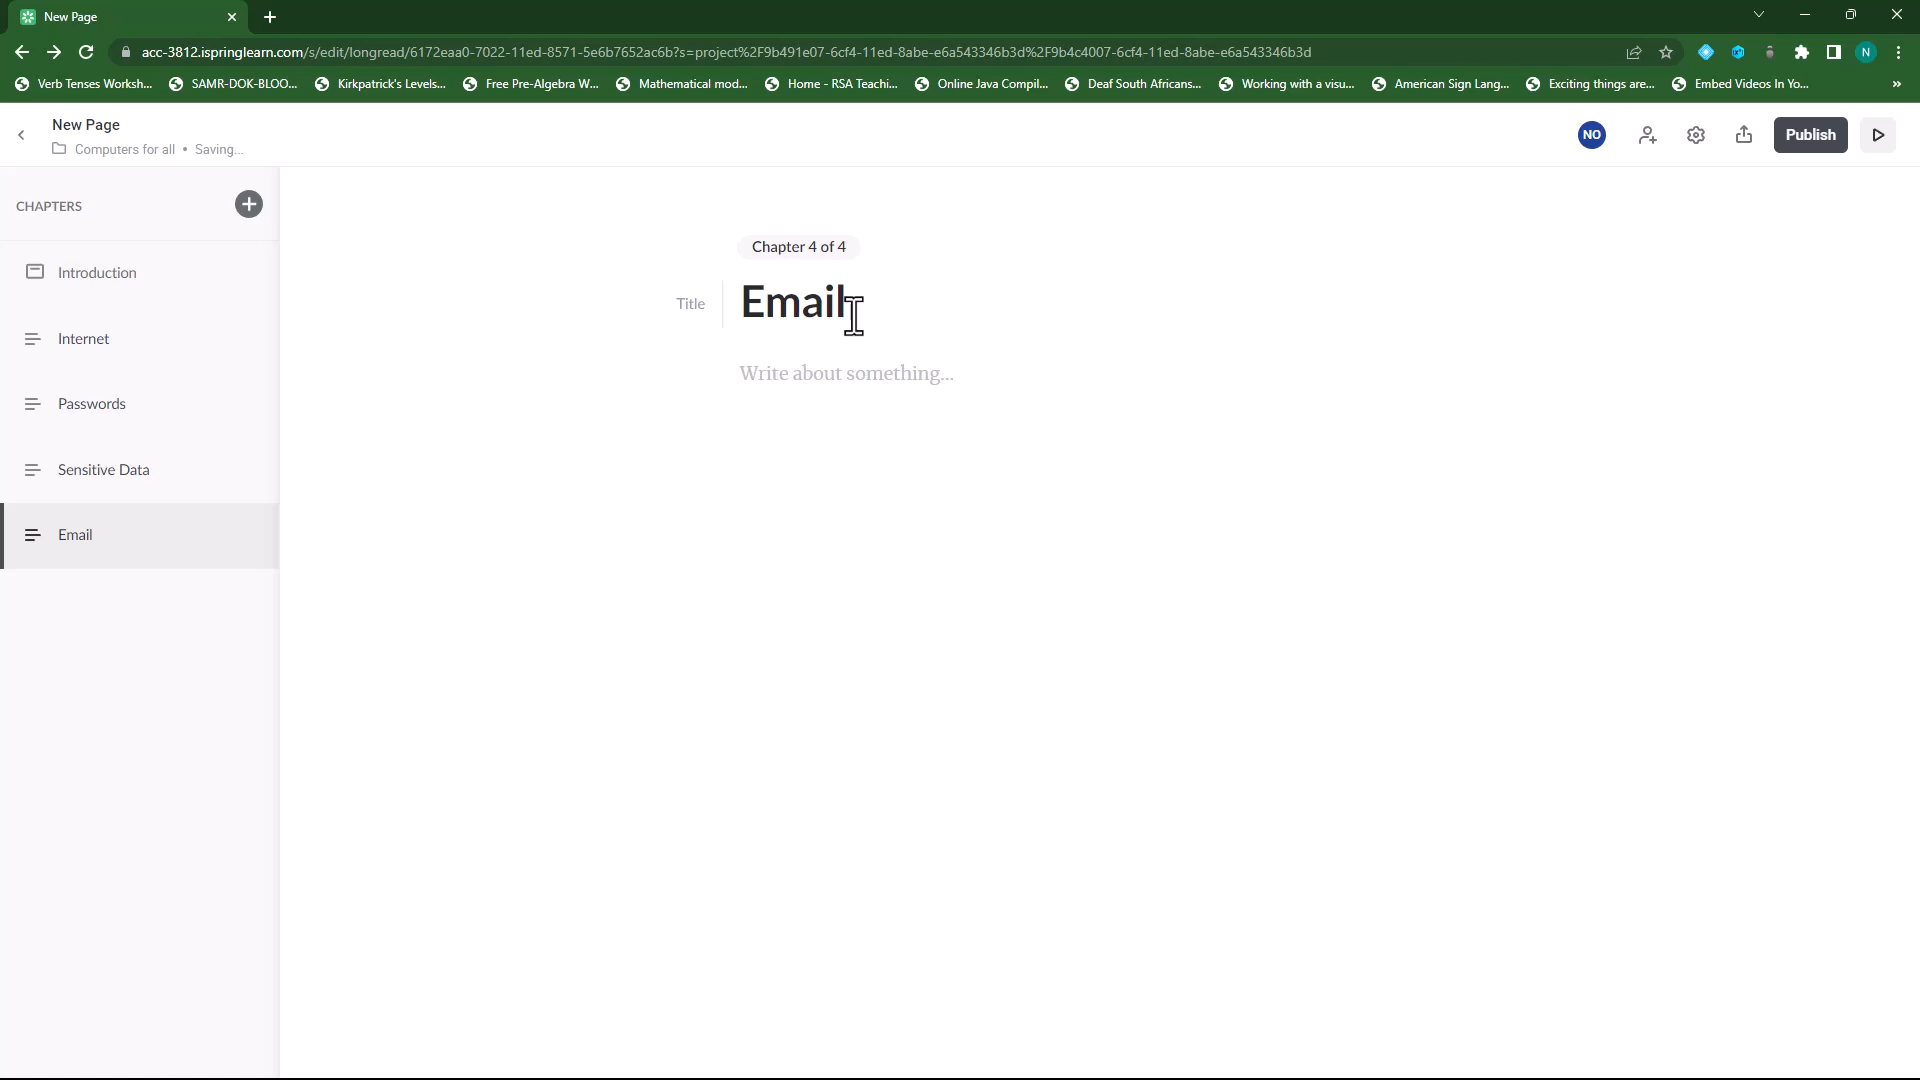 New Page
acc-3812.ispringlearn.com/s/edit/longread/6172eaa0-7022-11ed-8571-5e6b7652ac6b?s=project%2F9b491e07-6cf4-11ed-8abe-e6a543346b3d%2F9b4c4007-6cf4-11ed-8abe-e6a543346b3d
N
Verb Tenses Worksh... SAMR-DOK-BLOO... Kirkpatrick's Levels... Free Pre-Algebra W... Mathematical mod... Home - RSA Teachi... Online Java Compil... Deaf South Africans... Working with a visu... American Sign Lang... Exciting things are... Embed Videos In Yo... »
New Page
Computers for all • Saving...
NO
Publish
CHAPTERS
Introduction
Internet
Passwords
Sensitive Data
Email
Chapter 4 of 4
Title
Email
Write about something...